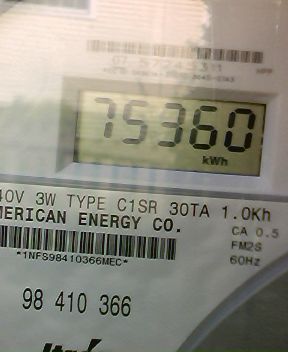 75360
kWh
40V 3W TYPE C1SR 30TA 1.0Kh
MERICAN ENERGY CO.
CA 0.5
FM2S
*1NFS98410366MEC*
60Hz
98 410 366